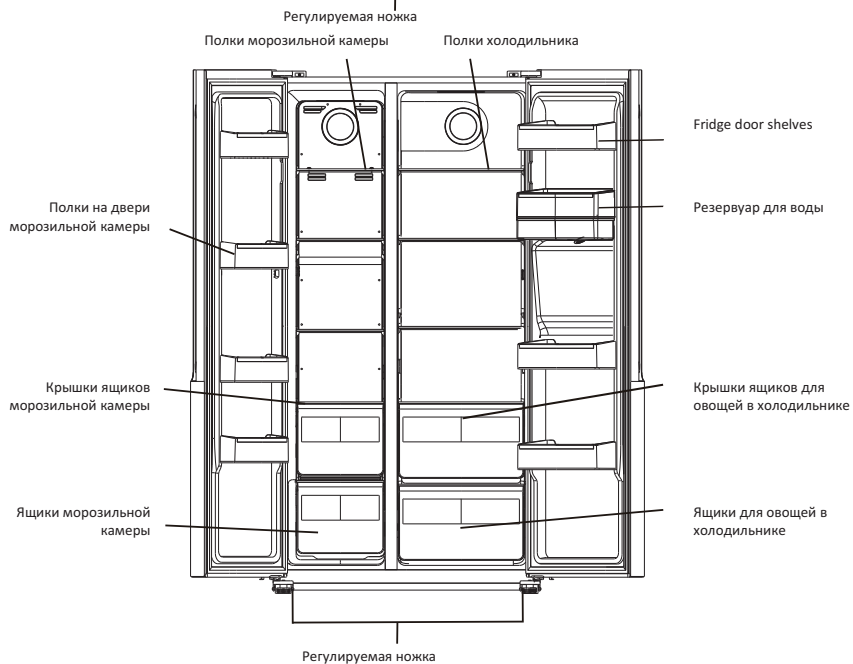 Регулируемая ножка
Полки морозильной камеры
Полки холодильника
Fridge door shelves
Полки на двери
морозильной камеры
Резервуар для воды
Крышки ящиков
морозильной камеры
Крышки ящиков для
овощей в холодильнике
Ящики морозильной
камеры
Ящики для овощей в
холодильнике
Регулируемая ножка